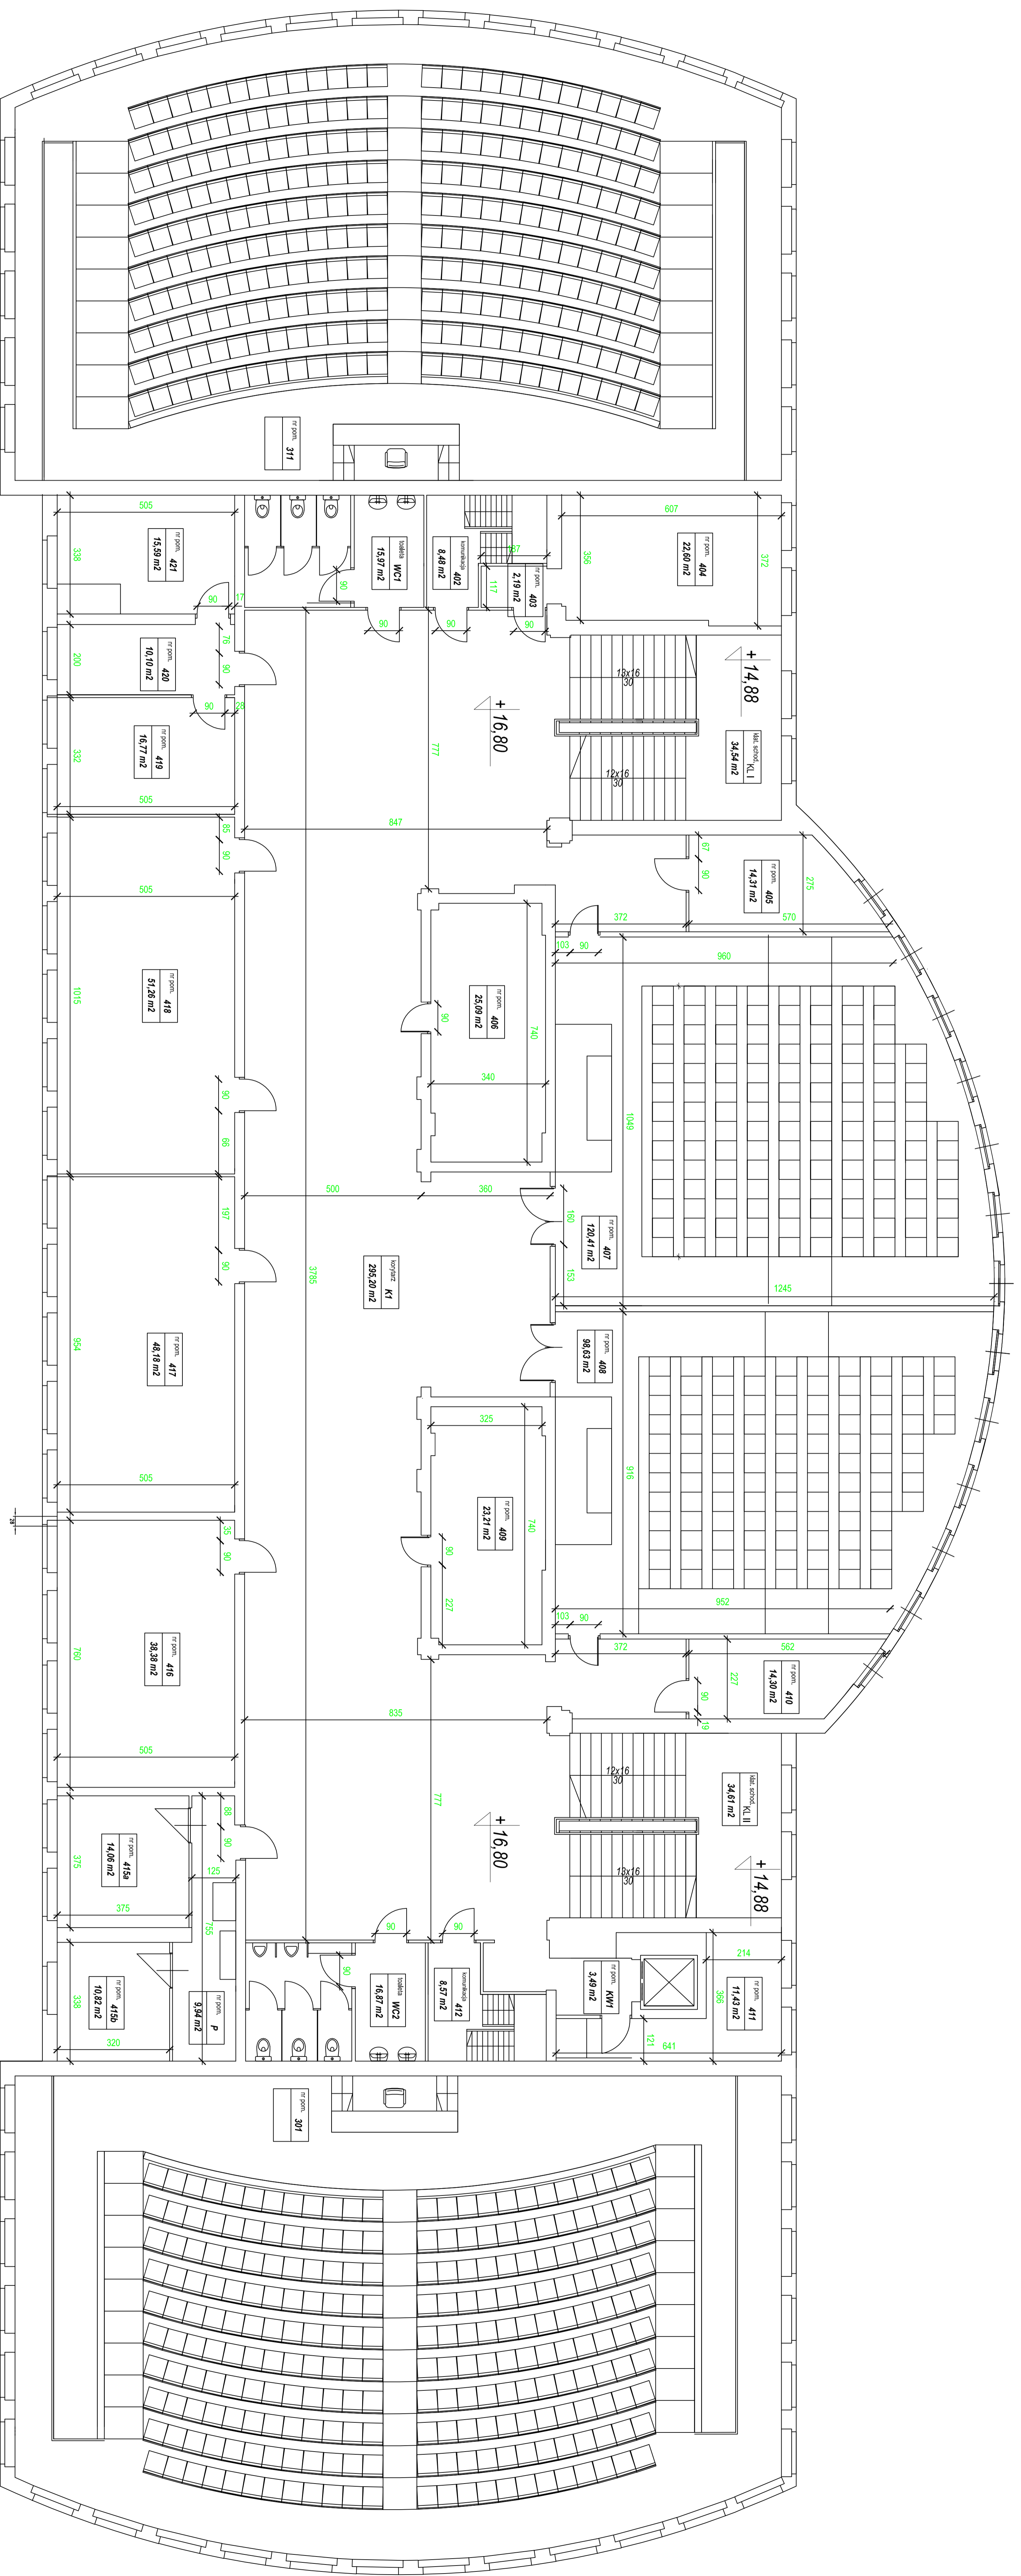 nr pom. 311
505
338
nr pom. 421
15,59 m2
90
17
toaleta WC1
15,97 m2
90
90
komunikacja 402
8,48 m2
90
117
nr pom. 403
2,19 m2
90
356
607
nr pom. 404
22,60 m2
372
200
nr pom. 420
10,10 m2
76
90
90
28
332
nr pom. 419
16,77 m2
505
777
+ 16,80
13x16
30
12x16
30
+ 14,88
klat. schod. KL I
34,54 m2
847
85
90
505
1015
nr pom. 418
51,26 m2
90
66
nr pom. 406
25,09 m2
740
340
90
67
90
nr pom. 405
14,31 m2
275
372
570
103
90
960
1049
500
360
160
nr pom. 407
120,41 m2
153
1245
3785
korytarz K1
295,20 m2
197
90
954
nr pom. 417
48,18 m2
505
nr pom. 408
98,63 m2
916
325
nr pom. 409
23,21 m2
740
90
227
952
103
90
372
562
227
90
19
nr pom. 410
14,30 m2
26
35
90
760
nr pom. 416
38,38 m2
505
835
777
+ 16,80
12x16
30
13x16
30
klat. schod. KL II
34,61 m2
+ 14,88
88
90
375
nr pom. 415a
14,06 m2
375
125
755
338
nr pom. 415b
10,82 m2
320
nr pom. P
9,94 m2
90
90
90
toaleta WC2
16,87 m2
komunikacja 412
8,57 m2
nr pom. KW1
3,49 m2
214
366
nr pom. 411
11,43 m2
121
641
nr pom. 301